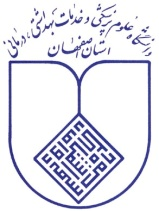 دانشگاه علوم پزشکی و خدمات بهداشتی، درمانی
استان اصفهان